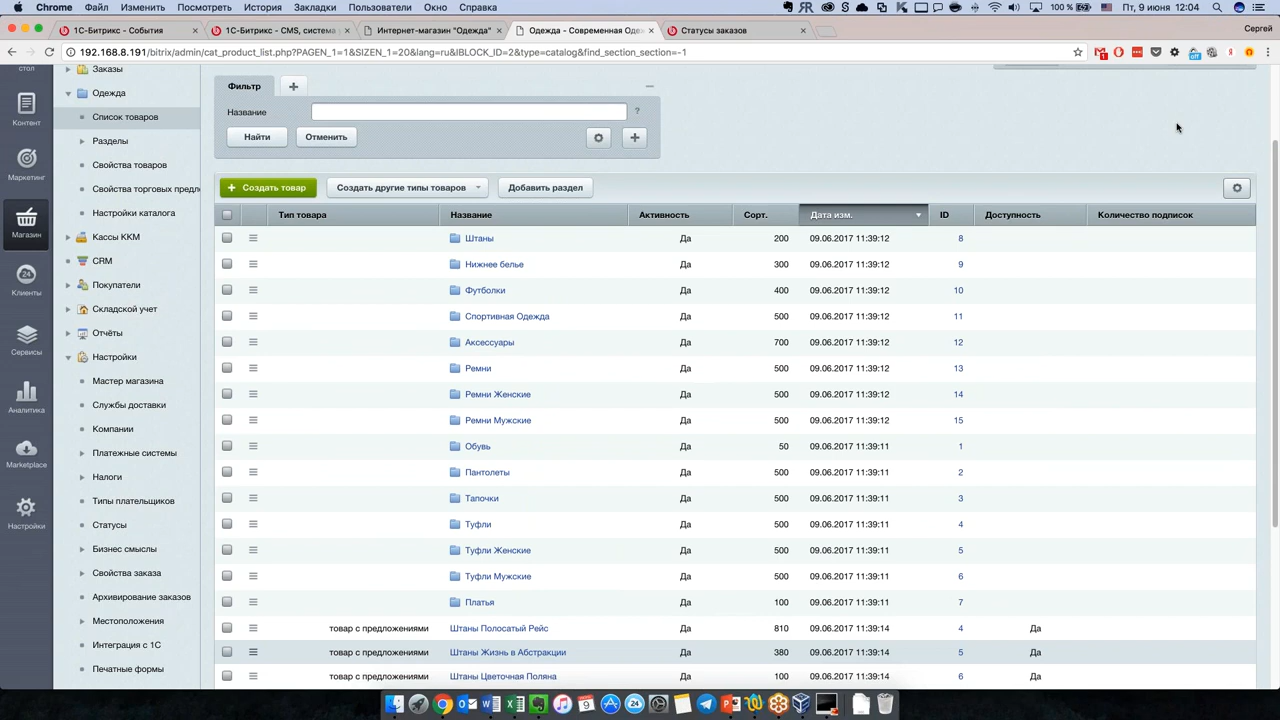 Chrome Файл Изменить Посмотреть История Закладки Пользователи Окно Справка 100 % Пт, 9 июня 12:04
1С-Битрикс - События × 1С-Битрикс - CMS, система × Интернет-магазин "Одежда" × Одежда - Современная Оде × Статусы заказов × Сергей
192.168.8.191/bitrix/admin/cat_product_list.php?PAGEN_1=1&SIZEN_1=20&lang=ru&IBLOCK_ID=2&type=catalog&find_section_section=-1
стол
Контент
Маркетинг
Магазин
24
Клиенты
Сервисы
Аналитика
Marketplace
Настройки
Заказы
Одежда
Список товаров
Разделы
Свойства товаров
Свойства торговых предл
Настройки каталога
Кассы ККМ
CRM
Покупатели
Складской учет
Отчёты
Настройки
Мастер магазина
Службы доставки
Компании
Платежные системы
Налоги
Типы плательщиков
Статусы
Бизнес смыслы
Свойства заказа
Архивирование заказов
Местоположения
Интеграция с 1С
Печатные формы
Фильтр +
Название ?
Найти Отменить
+ Создать товар Создать другие типы товаров Добавить раздел
Тип товара Название Активность Сорт. Дата изм. ID Доступность Количество подписок
Штаны Да 200 09.06.2017 11:39:12 8
Нижнее белье Да 300 09.06.2017 11:39:12 9
Футболки Да 400 09.06.2017 11:39:12 10
Спортивная Одежда Да 500 09.06.2017 11:39:12 11
Аксессуары Да 700 09.06.2017 11:39:12 12
Ремни Да 500 09.06.2017 11:39:12 13
Ремни Женские Да 500 09.06.2017 11:39:12 14
Ремни Мужские Да 500 09.06.2017 11:39:12 15
Обувь Да 50 09.06.2017 11:39:11 1
Пантолеты Да 500 09.06.2017 11:39:11 2
Тапочки Да 500 09.06.2017 11:39:11 3
Туфли Да 500 09.06.2017 11:39:11 4
Туфли Женские Да 500 09.06.2017 11:39:11 5
Туфли Мужские Да 500 09.06.2017 11:39:11 6
Платья Да 100 09.06.2017 11:39:11 7
товар с предложениями Штаны Полосатый Рейс Да 810 09.06.2017 11:39:14 4 Да
товар с предложениями Штаны Жизнь в Абстракции Да 380 09.06.2017 11:39:14 5 Да
товар с предложениями Штаны Цветочная Поляна Да 100 09.06.2017 11:39:14 6 Да